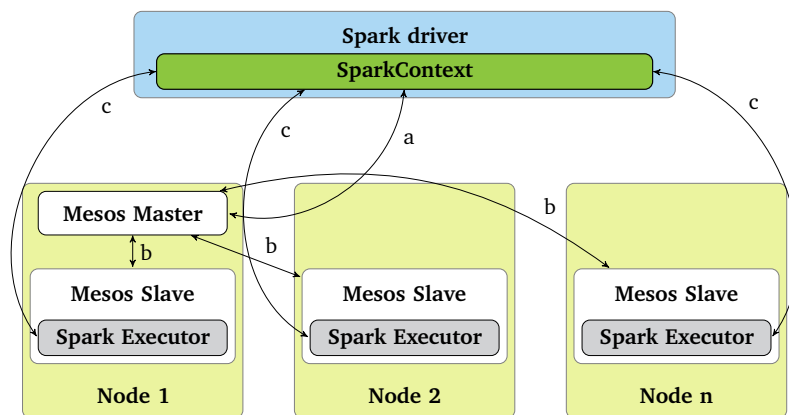 Spark driver
SparkContext
c
c
a
c
Mesos Master
b
b
b
Mesos Slave
Mesos Slave
Mesos Slave
Spark Executor
Spark Executor
Spark Executor
Node 1
Node 2
Node n